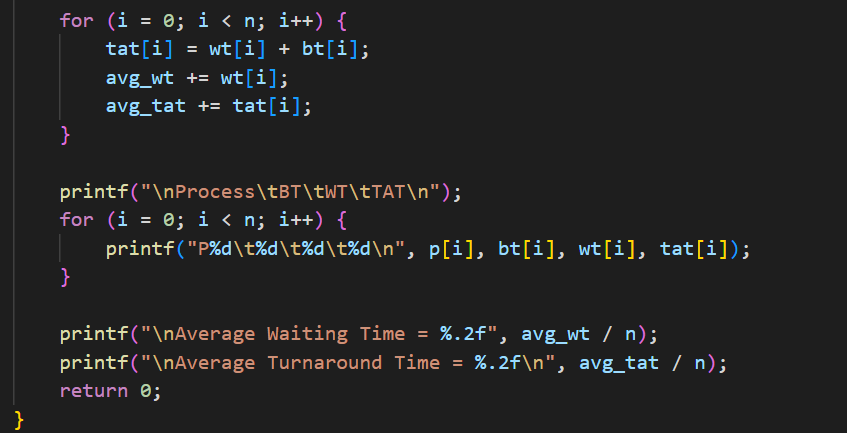 for (i = 0; i < n; i++) {
tat[i] = wt[i] + bt[i];
avg_wt += wt[i];
avg_tat += tat[i];
}
printf("\nProcess\tBT\tWT\tTAT\n");
for (i = 0; i < n; i++) {
printf("P%d\t%d\t%d\t%d\n", p[i], bt[i], wt[i], tat[i]);
}
printf("\nAverage Waiting Time = %.2f", avg_wt / n);
printf("\nAverage Turnaround Time = %.2f\n", avg_tat / n);
return 0;
}